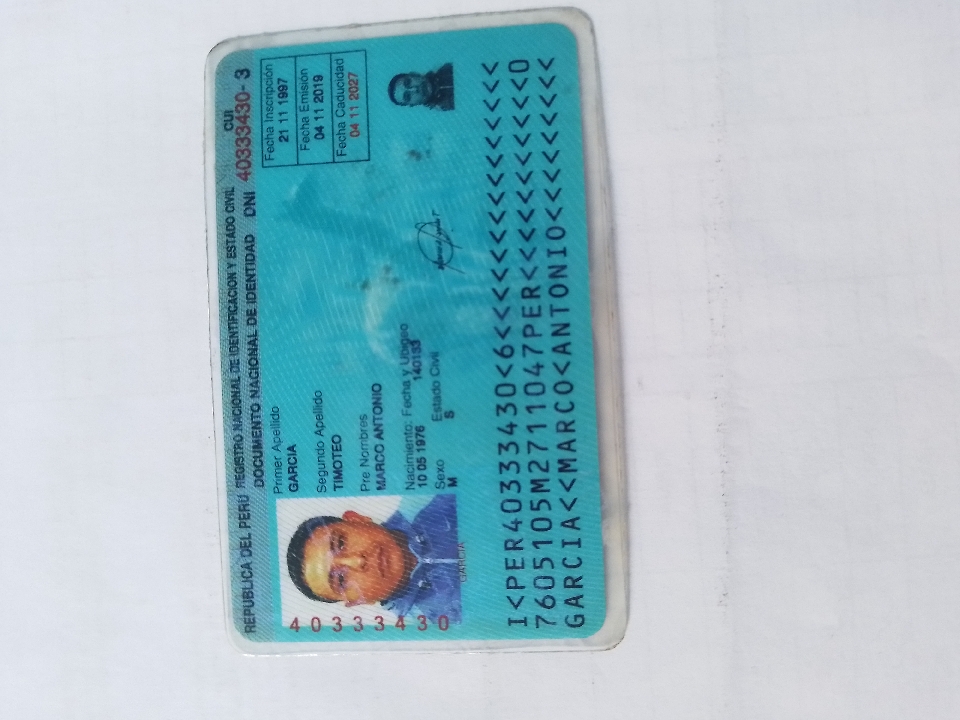 REPUBLICA DEL PERU REGISTRO NACIONAL DE IDENTIFICACION Y ESTADO CIVIL
DOCUMENTO NACIONAL DE IDENTIDAD DNI
CUI
40333430-3
Primer Apellido
GARCIA
Segundo Apellido
TIMOTEO
Pre Nombres
MARCO ANTONIO
Nacimiento: Fecha y Ubigeo
10 05 1976 140133
Sexo Estado Civil
M S
Fecha Inscripción
21 11 1997
Fecha Emisión
04 11 2019
Fecha Caducidad
04 11 2027
40333430
GARCIA
I<PER40333430<6<<<<<<<<<<<<<<<
7605105M2711047PER<<<<<<<<<<<0
GARCIA<<MARCO<ANTONIO<<<<<<<<<